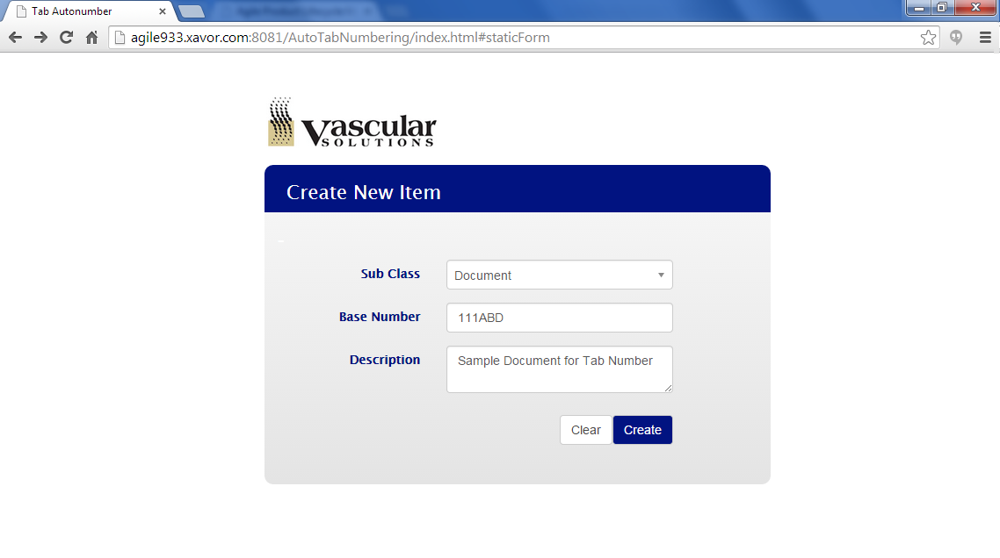 Tab Autonumber
agile933.xavor.com:8081/AutoTabNumbering/index.html#staticForm
Vascular
SOLUTIONS
Create New Item
Sub Class
Document
Base Number
111ABD
Description
Sample Document for Tab Number
Clear
Create